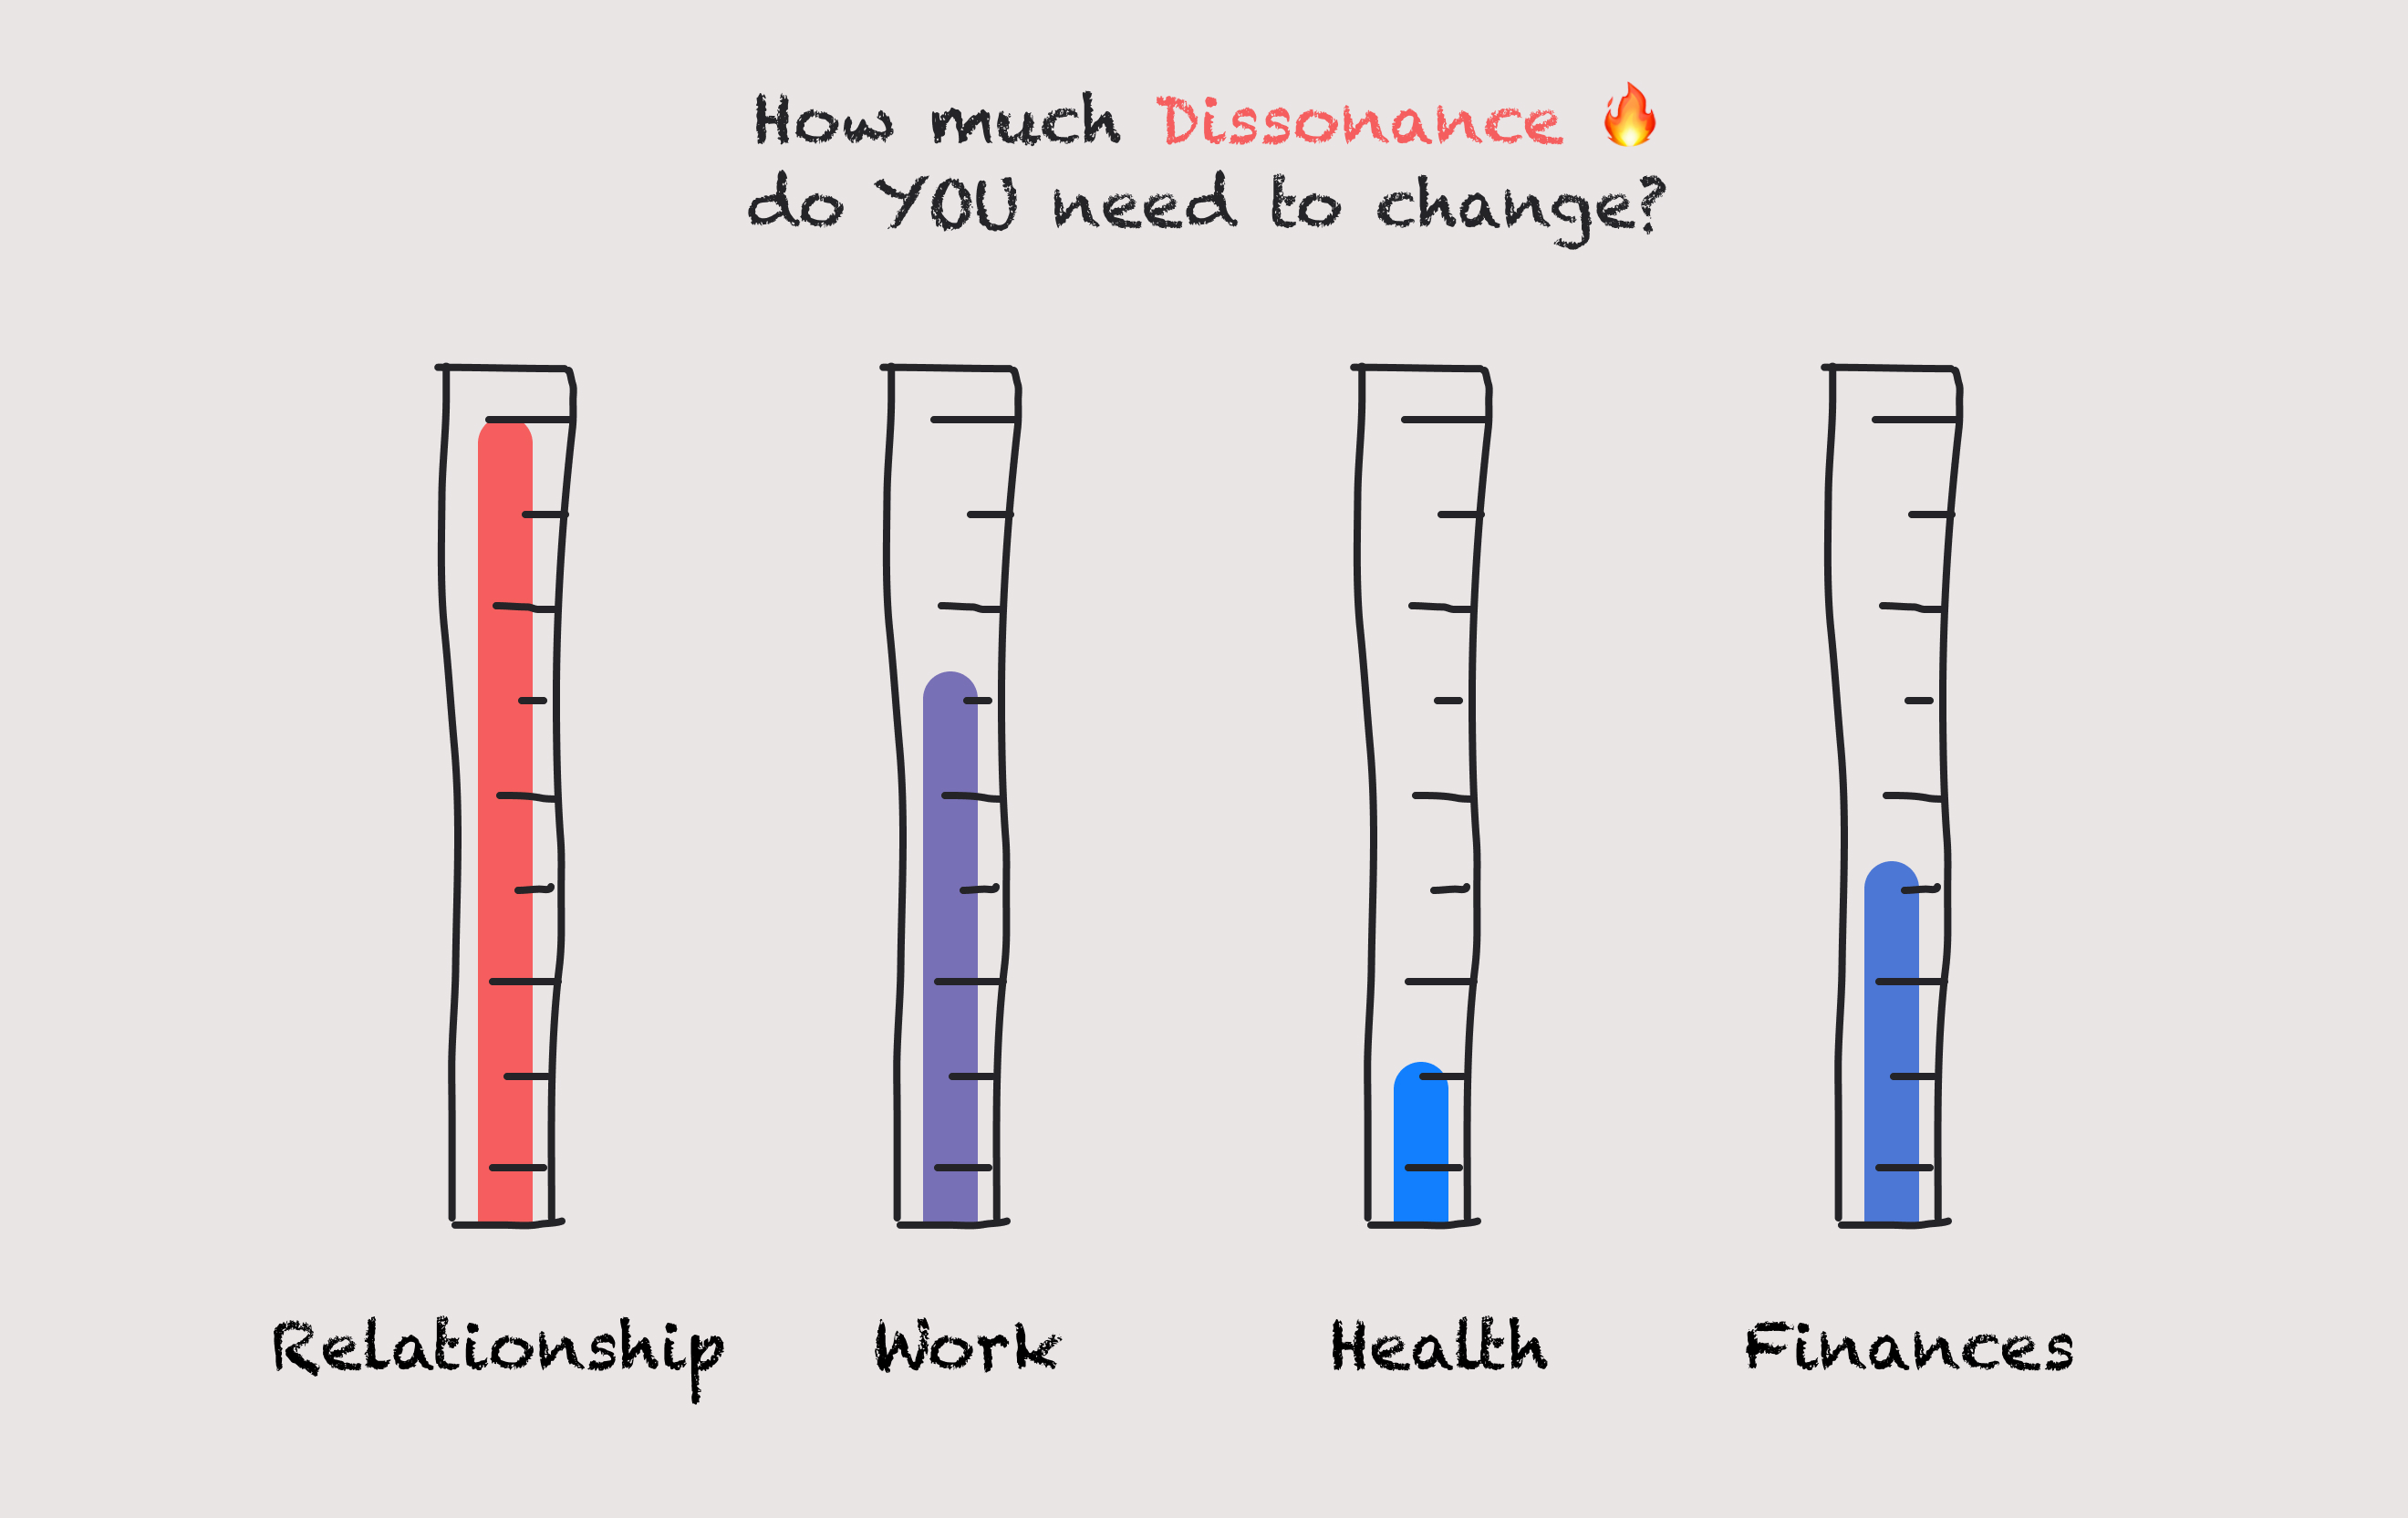 How much Dissonance 🔥
do YOU need to change?
Relationship
Work
Health
Finances